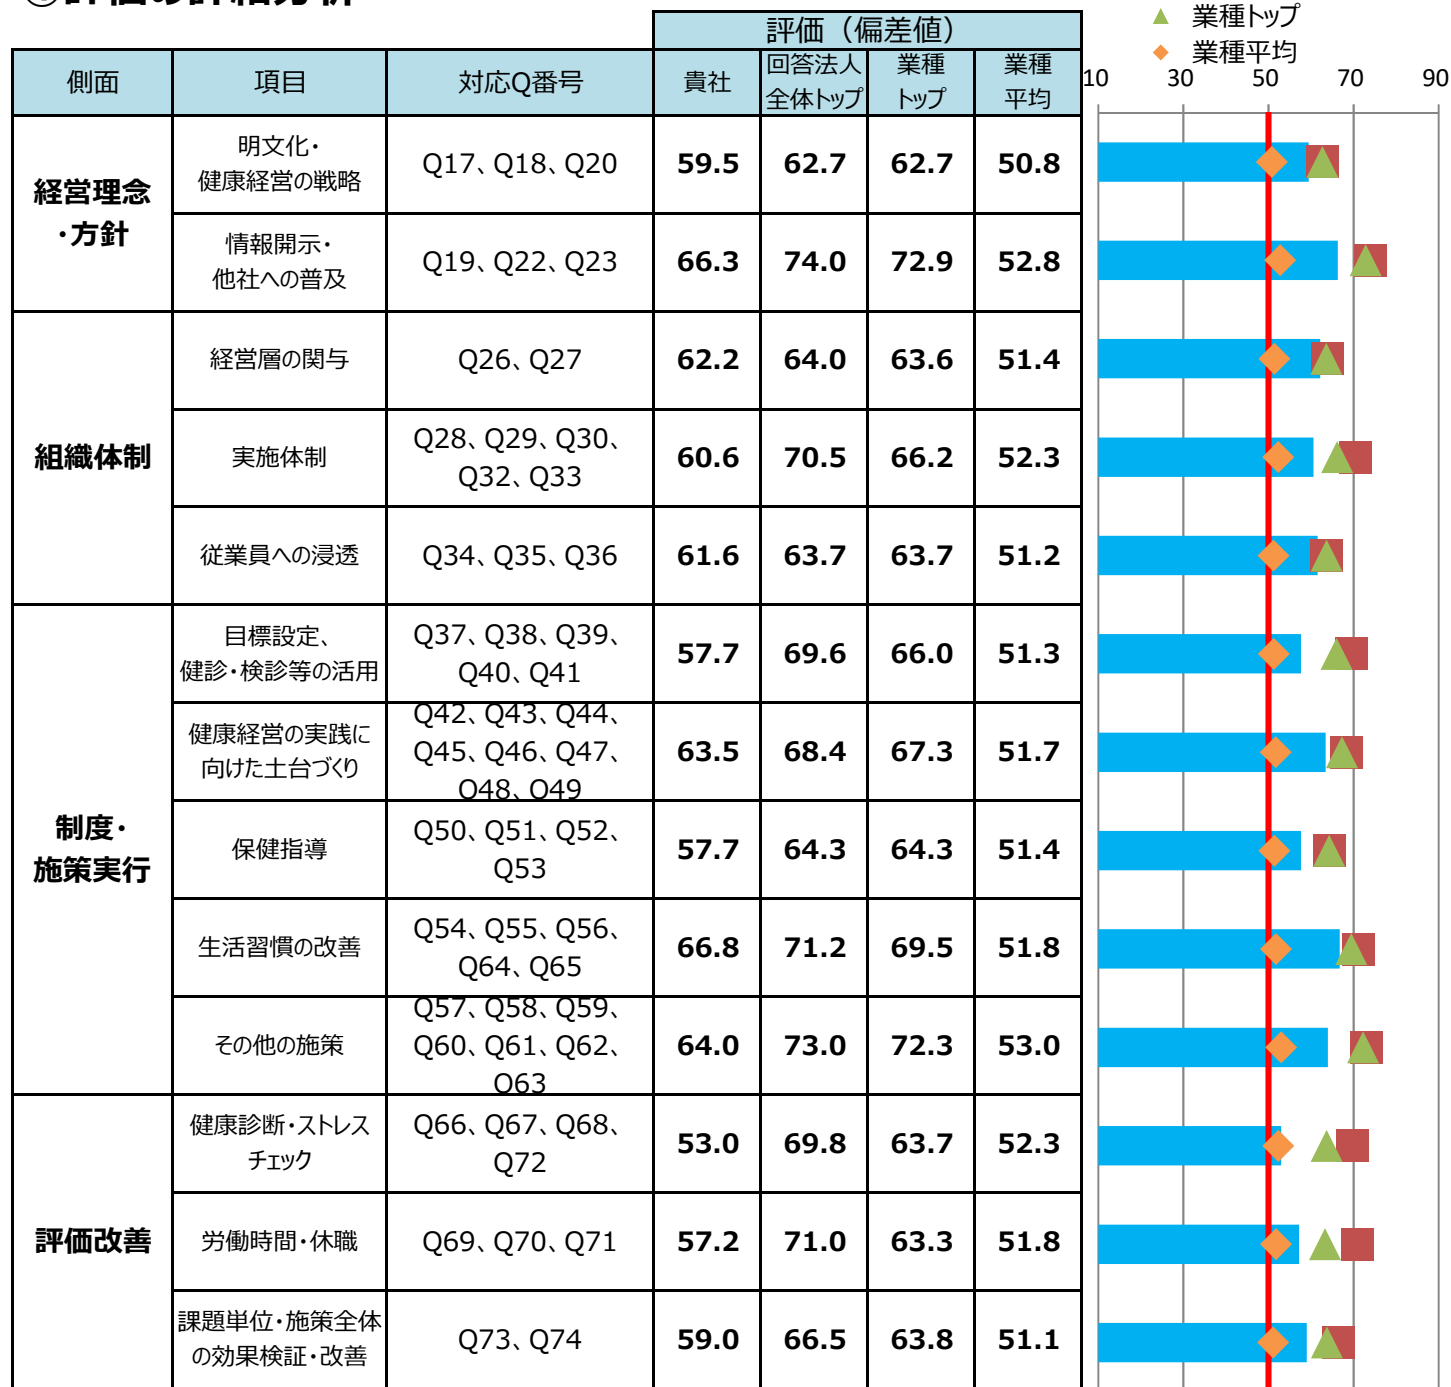 評価（偏差値）
▲ 業種トップ
◆ 業種平均
側面 項目 対応Q番号 貴社 回答法人 業種 業種
全体トップ トップ 平均
10 30 50 70 90
経営理念
・方針
明文化・
健康経営の戦略
Q17、Q18、Q20 59.5 62.7 62.7 50.8
情報開示・
他社への普及
Q19、Q22、Q23 66.3 74.0 72.9 52.8
組織体制
経営層の関与 Q26、Q27 62.2 64.0 63.6 51.4
実施体制
Q28、Q29、Q30、
Q32、Q33
60.6 70.5 66.2 52.3
従業員への浸透 Q34、Q35、Q36 61.6 63.7 63.7 51.2
制度・
施策実行
目標設定、
健診・検診等の活用
Q37、Q38、Q39、
Q40、Q41
57.7 69.6 66.0 51.3
健康経営の実践に
向けた土台づくり
Q42、Q43、Q44、
Q45、Q46、Q47、
Q48、Q49
63.5 68.4 67.3 51.7
保健指導
Q50、Q51、Q52、
Q53
57.7 64.3 64.3 51.4
生活習慣の改善
Q54、Q55、Q56、
Q64、Q65
66.8 71.2 69.5 51.8
その他の施策
Q57、Q58、Q59、
Q60、Q61、Q62、
Q63
64.0 73.0 72.3 53.0
評価改善
健康診断・ストレス
チェック
Q66、Q67、Q68、
Q72
53.0 69.8 63.7 52.3
労働時間・休職 Q69、Q70、Q71 57.2 71.0 63.3 51.8
課題単位・施策全体
の効果検証・改善
Q73、Q74 59.0 66.5 63.8 51.1